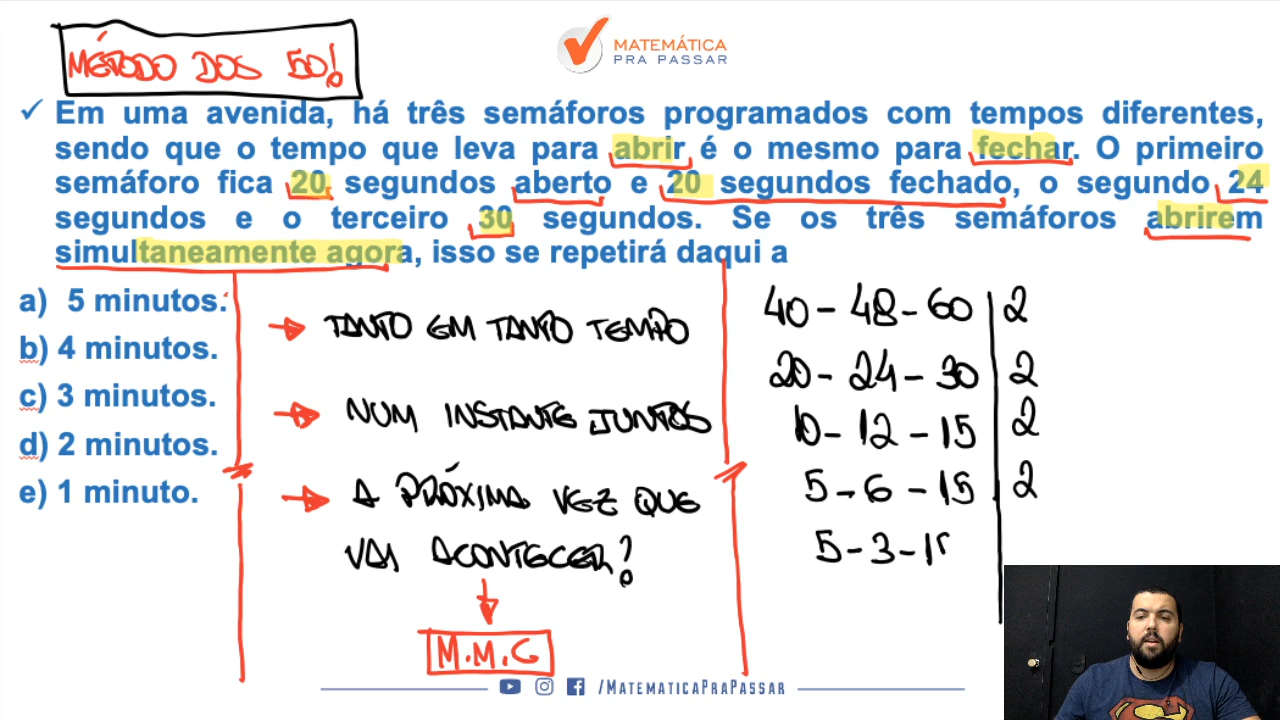 MÉTODO DOS 50!
MATEMÁTICA
PRA PASSAR
✓ Em uma avenida, há três semáforos programados com tempos diferentes,
sendo que o tempo que leva para abrir é o mesmo para fechar. O primeiro
semáforo fica 20 segundos aberto e 20 segundos fechado, o segundo 24
segundos e o terceiro 30 segundos. Se os três semáforos abrirem
simultaneamente agora, isso se repetirá daqui a
a) 5 minutos.
b) 4 minutos.
c) 3 minutos.
d) 2 minutos.
e) 1 minuto.
→ TANTO EM TANTO TEMPO
→ NUM INSTANTE JUNTOS
→ A PRÓXIMA VEZ QUE
VAI ACONTECER?
M.M.C
40 - 48 - 60 | 2
20 - 24 - 30 | 2
10 - 12 - 15 | 2
5 - 6 - 15 | 2
5 - 3 - 1
/MATEMATICAPRAPASSAR